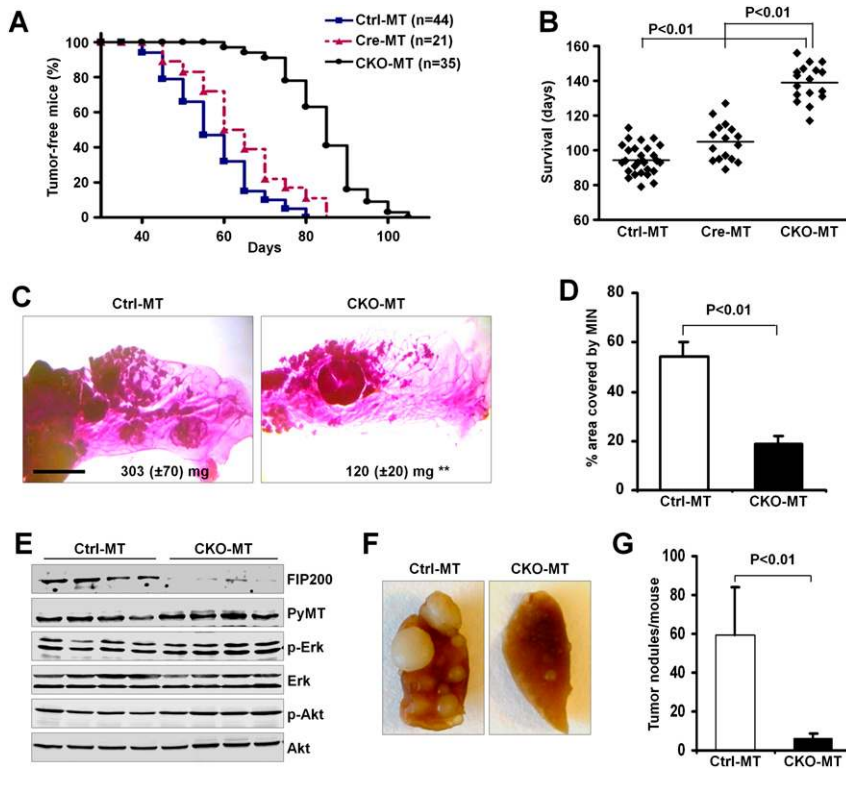 A
Ctrl-MT (n=44)
Cre-MT (n=21)
CKO-MT (n=35)
Tumor-free mice (%)
100
80
60
40
20
0
40 60 80 100
Days
B
P<0.01
P<0.01
Survival (days)
160
140
120
100
80
60
Ctrl-MT Cre-MT CKO-MT
C
Ctrl-MT CKO-MT
303 (±70) mg 120 (±20) mg **
D
P<0.01
% area covered by MIN
80
60
40
20
0
Ctrl-MT CKO-MT
E
Ctrl-MT CKO-MT
FIP200
PyMT
p-Erk
Erk
p-Akt
Akt
F
Ctrl-MT CKO-MT
G
P<0.01
Tumor nodules/mouse
100
80
60
40
20
0
Ctrl-MT CKO-MT